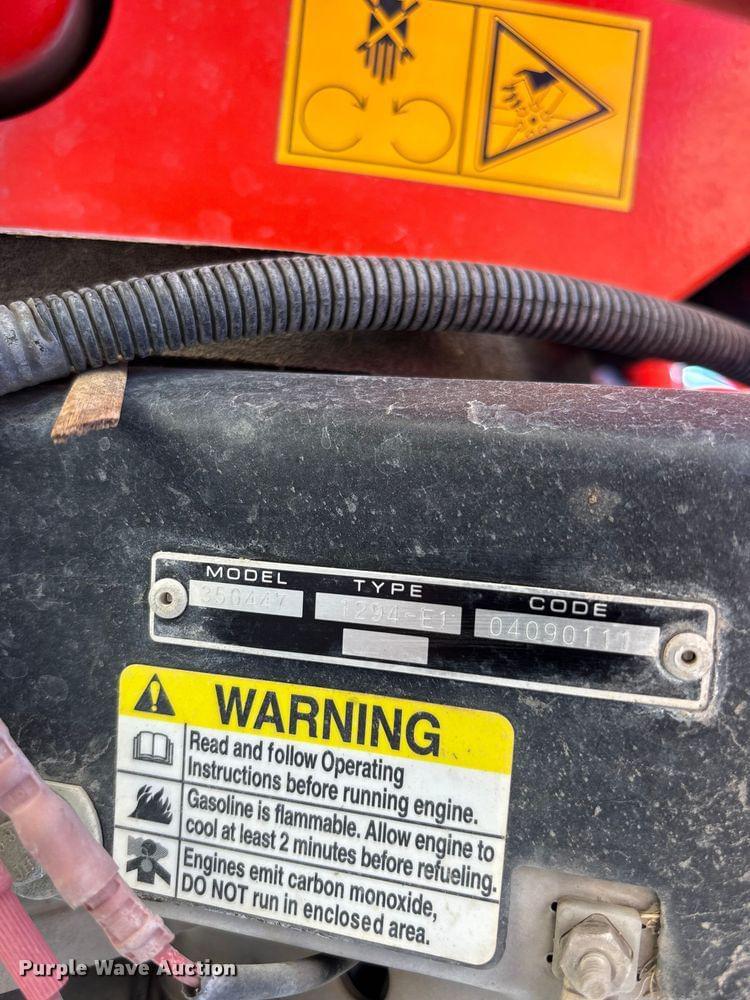 MODEL TYPE CODE
350447 1294-E1 04090111
WARNING
Read and follow Operating
Instructions before running engine.
Gasoline is flammable. Allow engine to
cool at least 2 minutes before refueling.
Engines emit carbon monoxide,
DO NOT run in enclosed area.
Purple Wave Auction